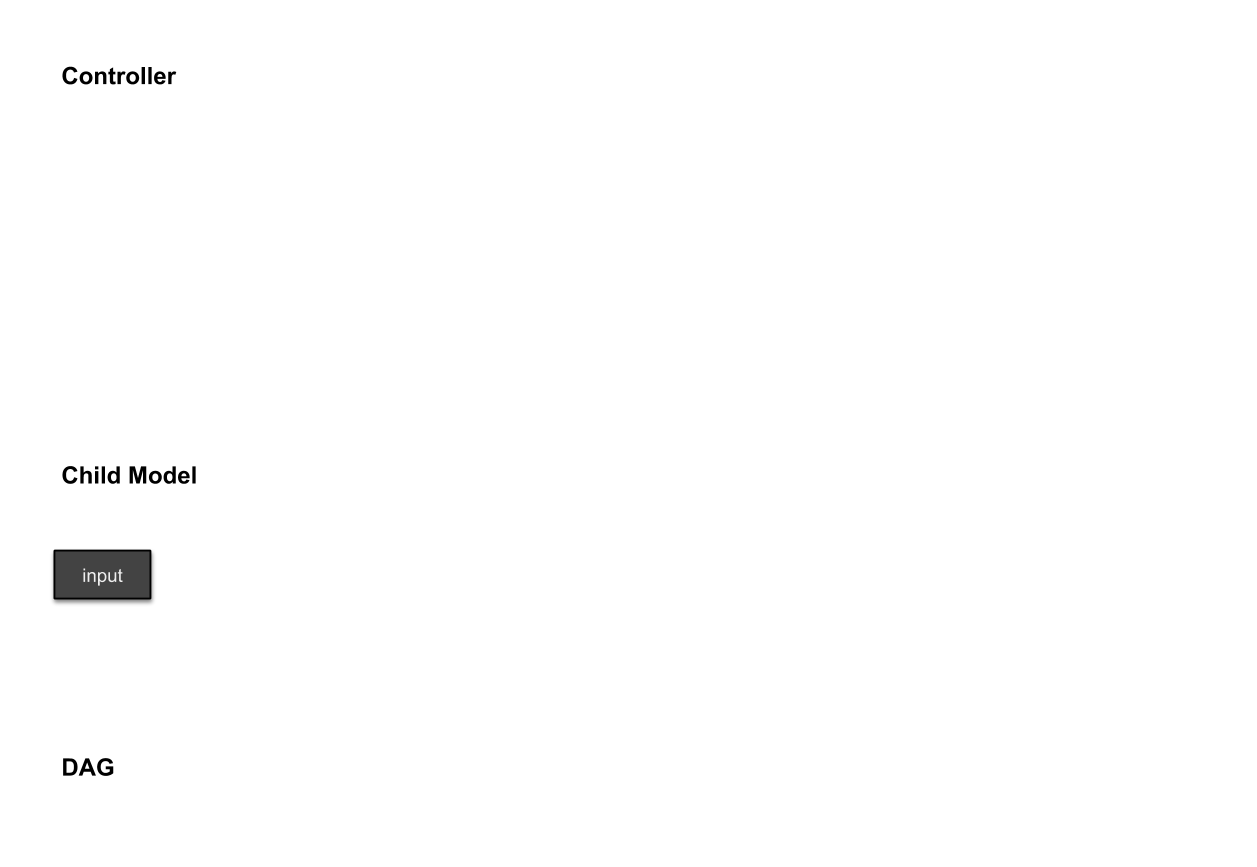 Controller
Child Model
input
DAG